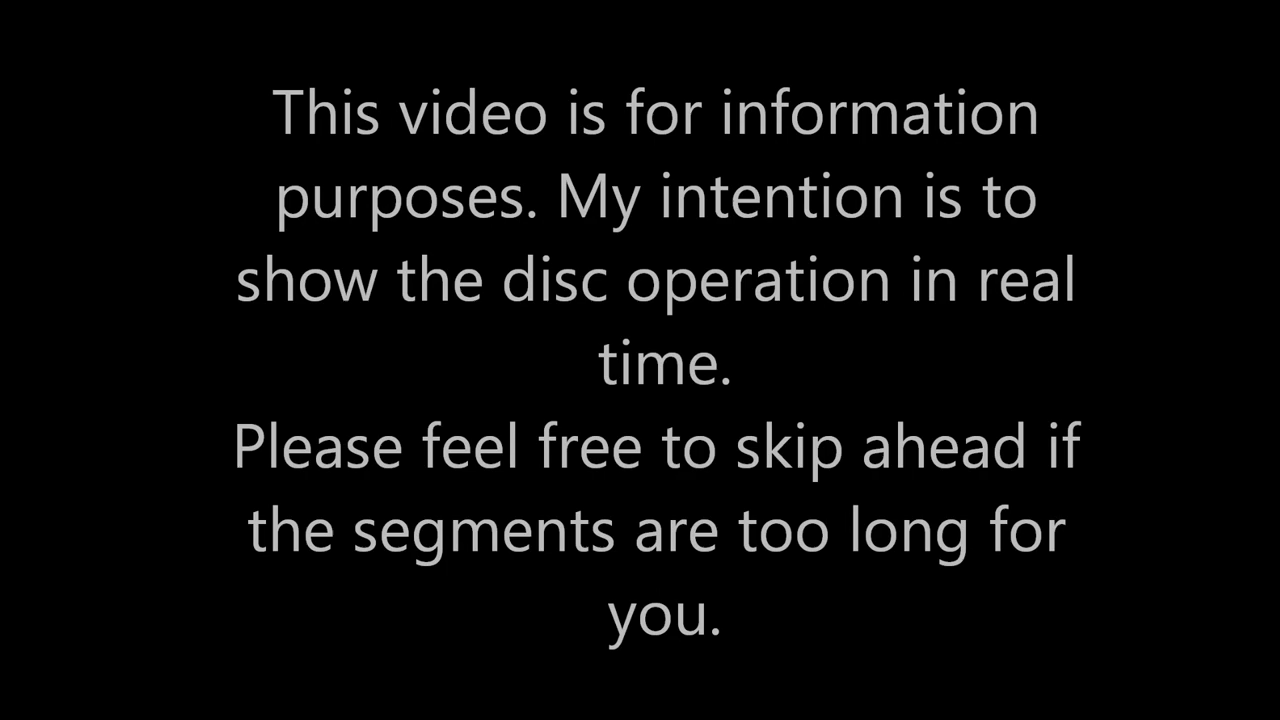 This video is for information
purposes. My intention is to
show the disc operation in real
time.
Please feel free to skip ahead if
the segments are too long for
you.